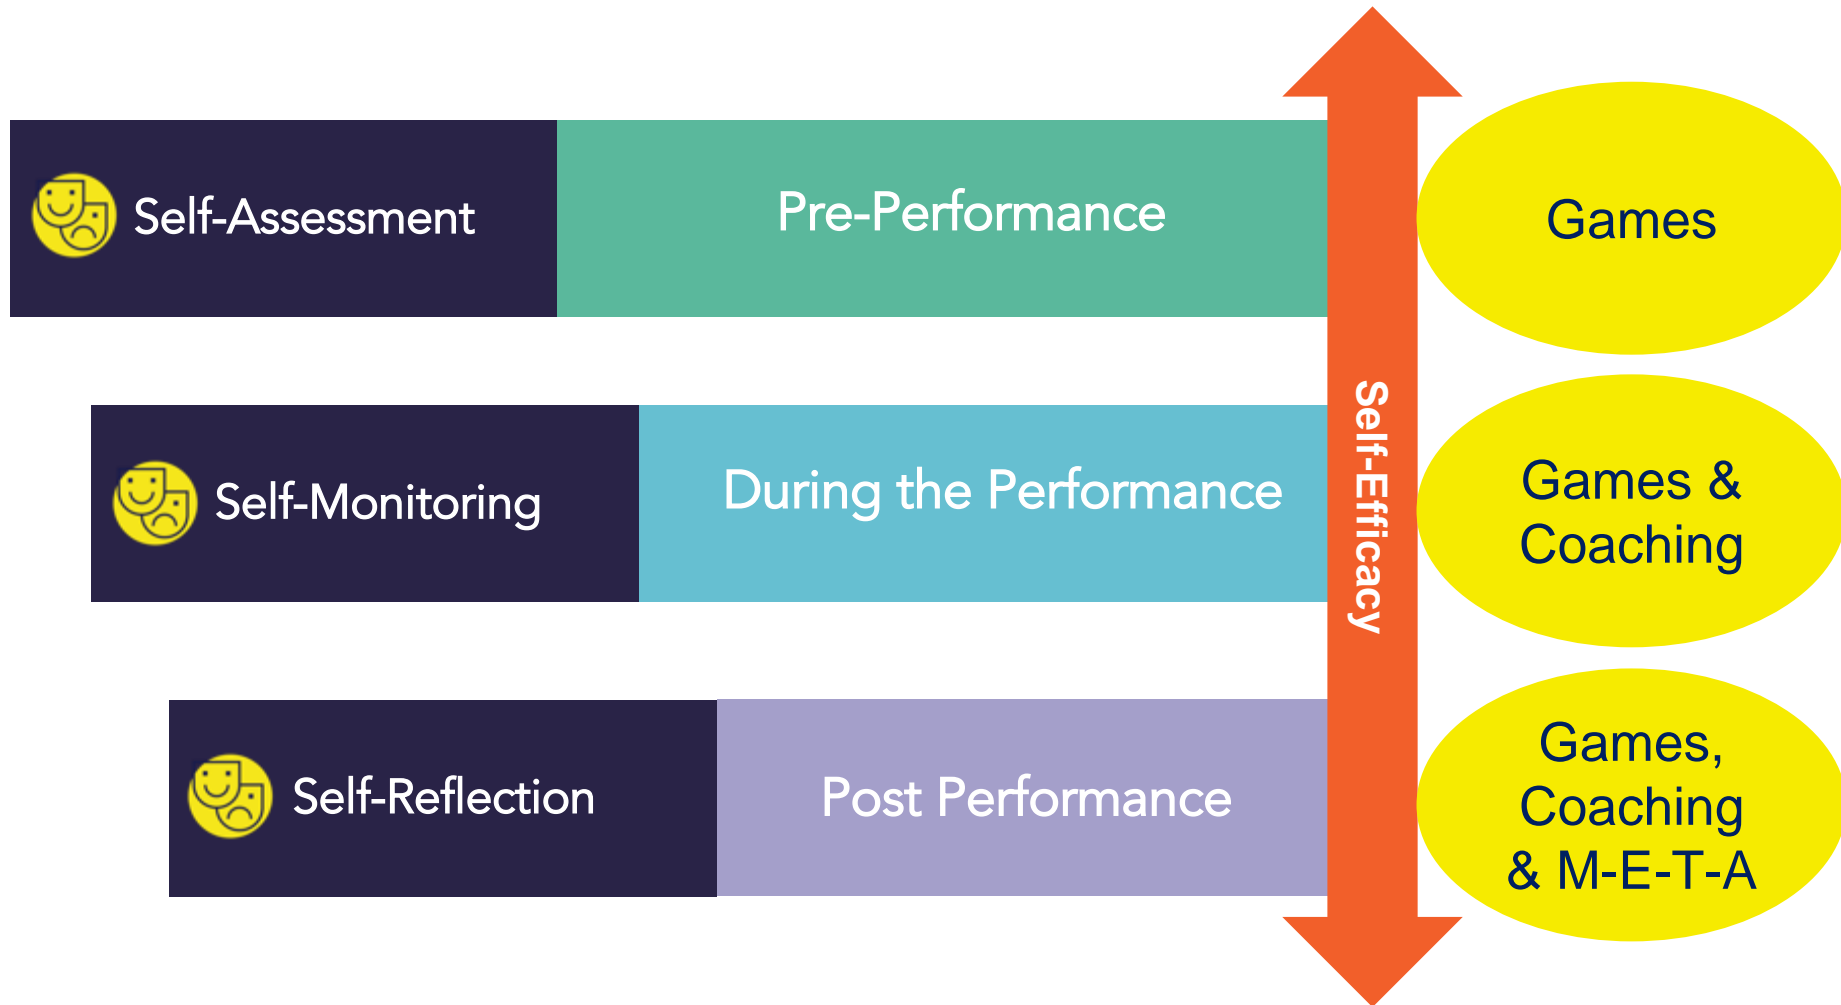 Self-Assessment
Pre-Performance
Games
Self-Monitoring
During the Performance
Self-Efficacy
Games &
Coaching
Self-Reflection
Post Performance
Games,
Coaching
& M-E-T-A